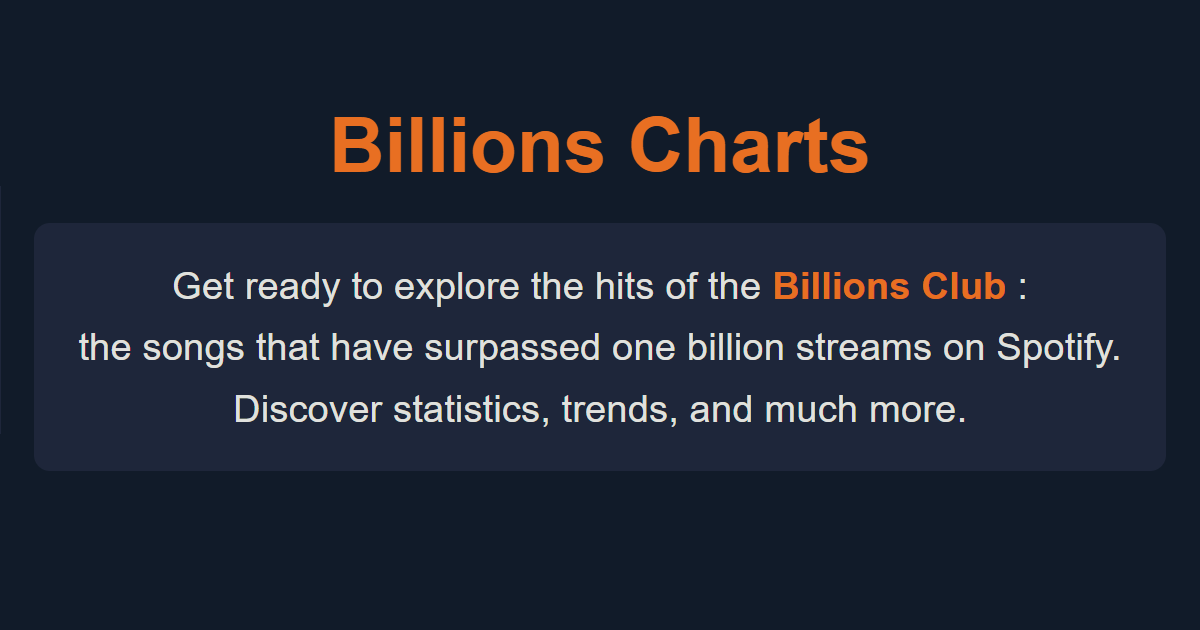 Billions Charts
Get ready to explore the hits of the Billions Club :
the songs that have surpassed one billion streams on Spotify.
Discover statistics, trends, and much more.